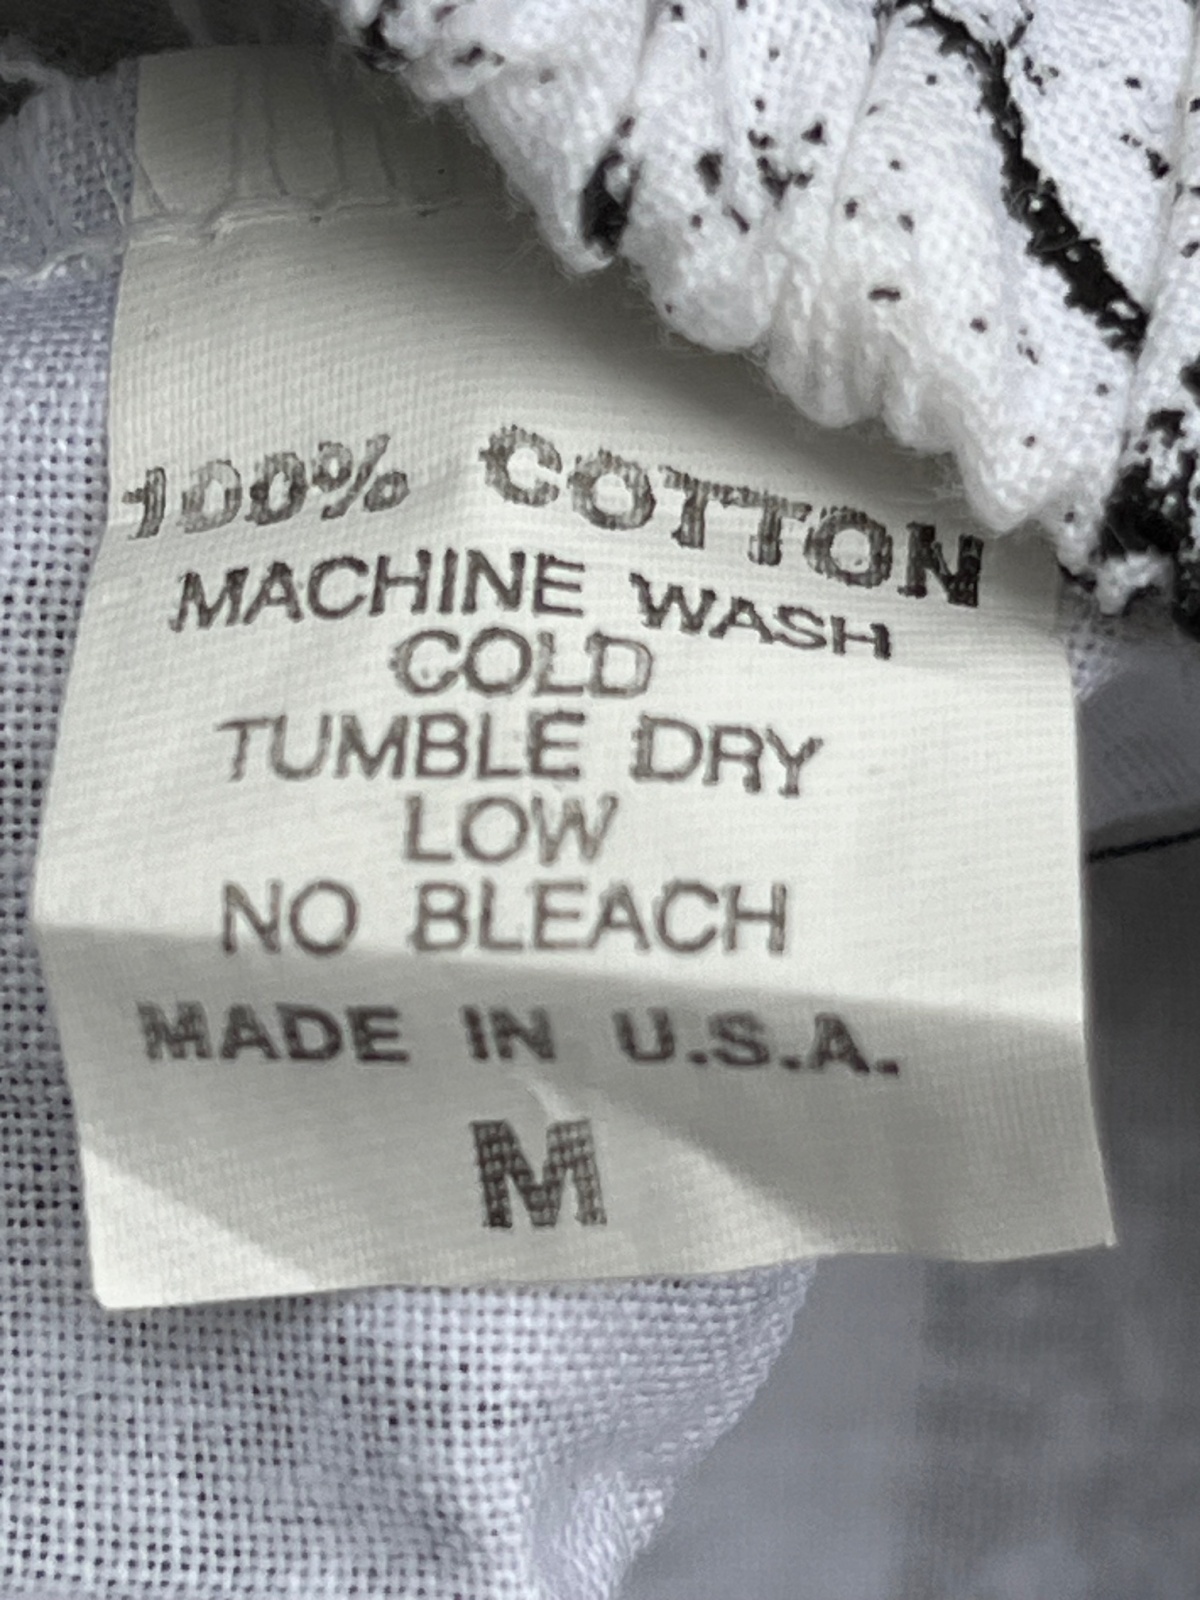 100% COTTON
MACHINE WASH
COLD
TUMBLE DRY
LOW
NO BLEACH
MADE IN U.S.A.
M